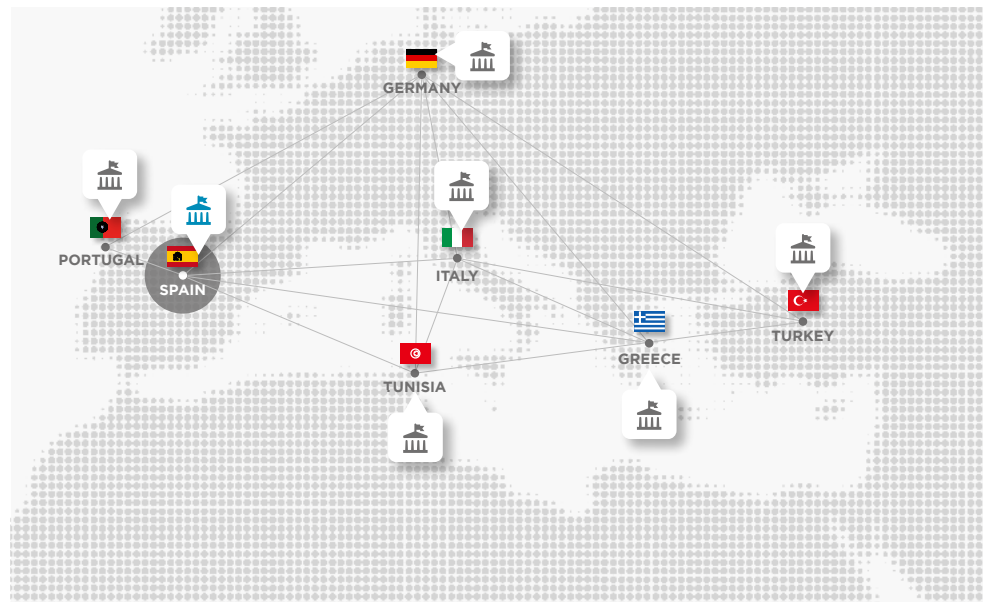 GERMANY
PORTUGAL
SPAIN
ITALY
TURKEY
GREECE
TUNISIA